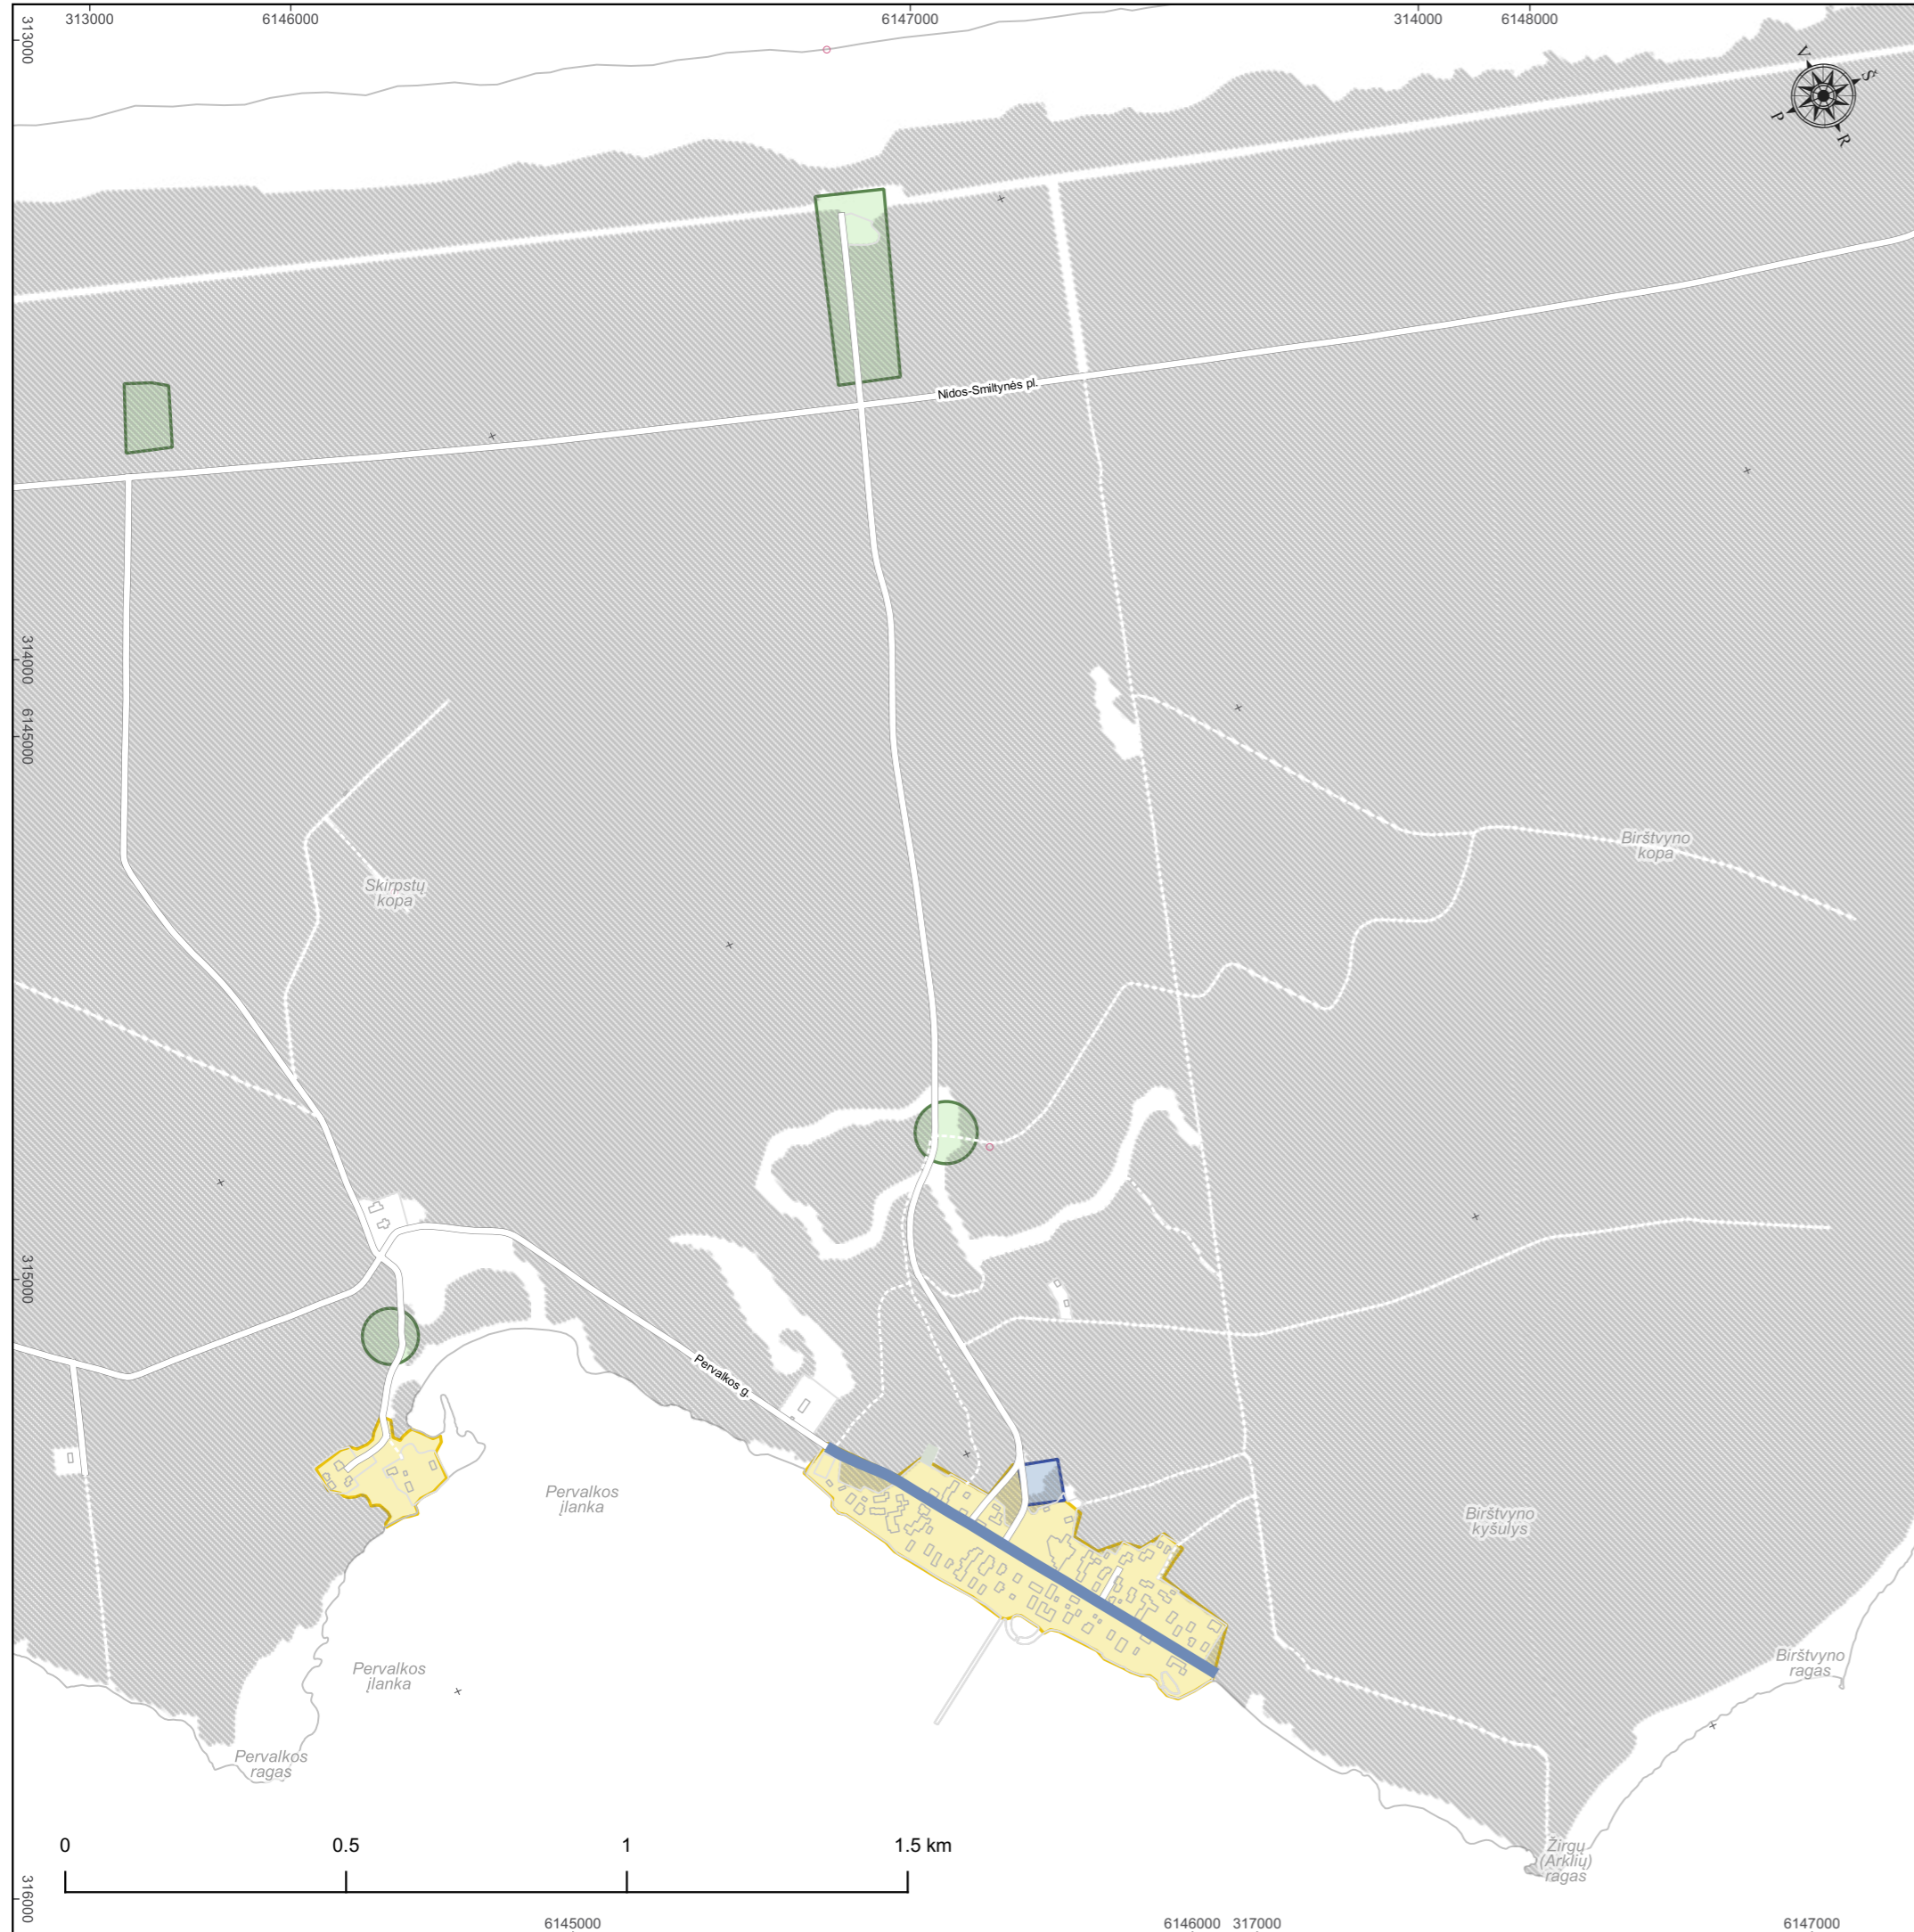 313000
6146000
6147000
314000
6148000
313000
V
Š
P
R
Nidos-Smiltynės pl.
314000
6145000
Birštvyno
kopa
Skirpstų
kopa
315000
Pervalkos g.
Pervalkos
įlanka
Birštvyno
kyšulys
Pervalkos
įlanka
Birštvyno
ragas
Pervalkos
ragas
0
0.5
1
1.5 km
Žirgų
(Arklių)
ragas
316000
6145000
6146000
317000
6147000